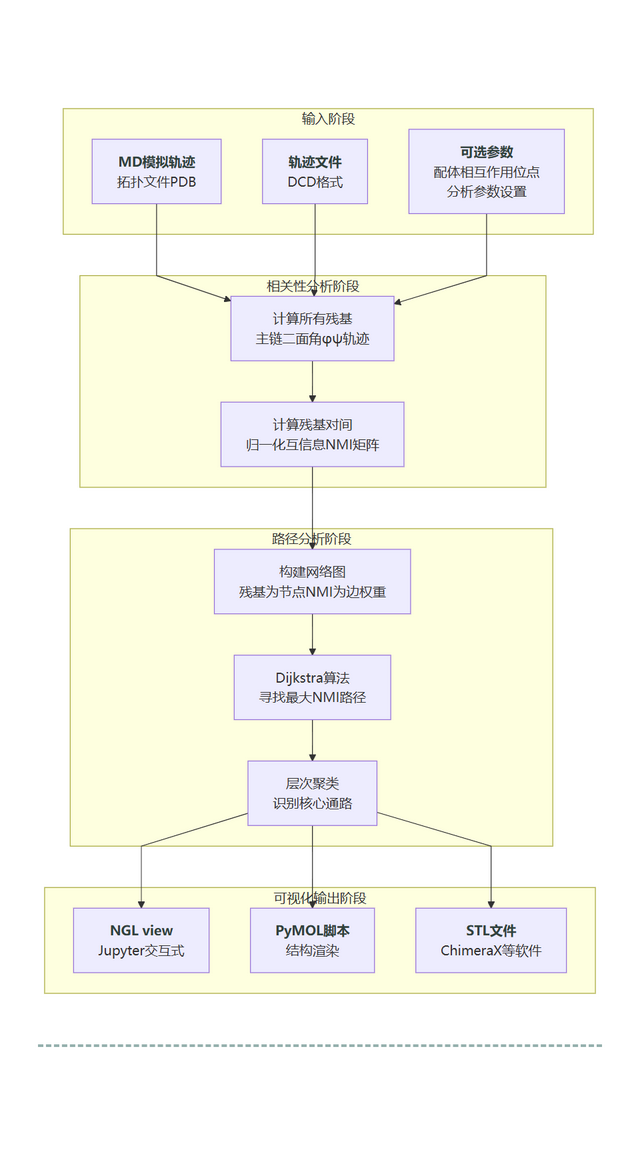 输入阶段
MD模拟轨迹
拓扑文件PDB
轨迹文件
DCD格式
可选参数
配体相互作用位点
分析参数设置
相关性分析阶段
计算所有残基
主链二面角φψ轨迹
计算残基对间
归一化互信息NMI矩阵
路径分析阶段
构建网络图
残基为节点NMI为边权重
Dijkstra算法
寻找最大NMI路径
层次聚类
识别核心通路
可视化输出阶段
NGL view
Jupyter交互式
PyMOL脚本
结构渲染
STL文件
ChimeraX等软件